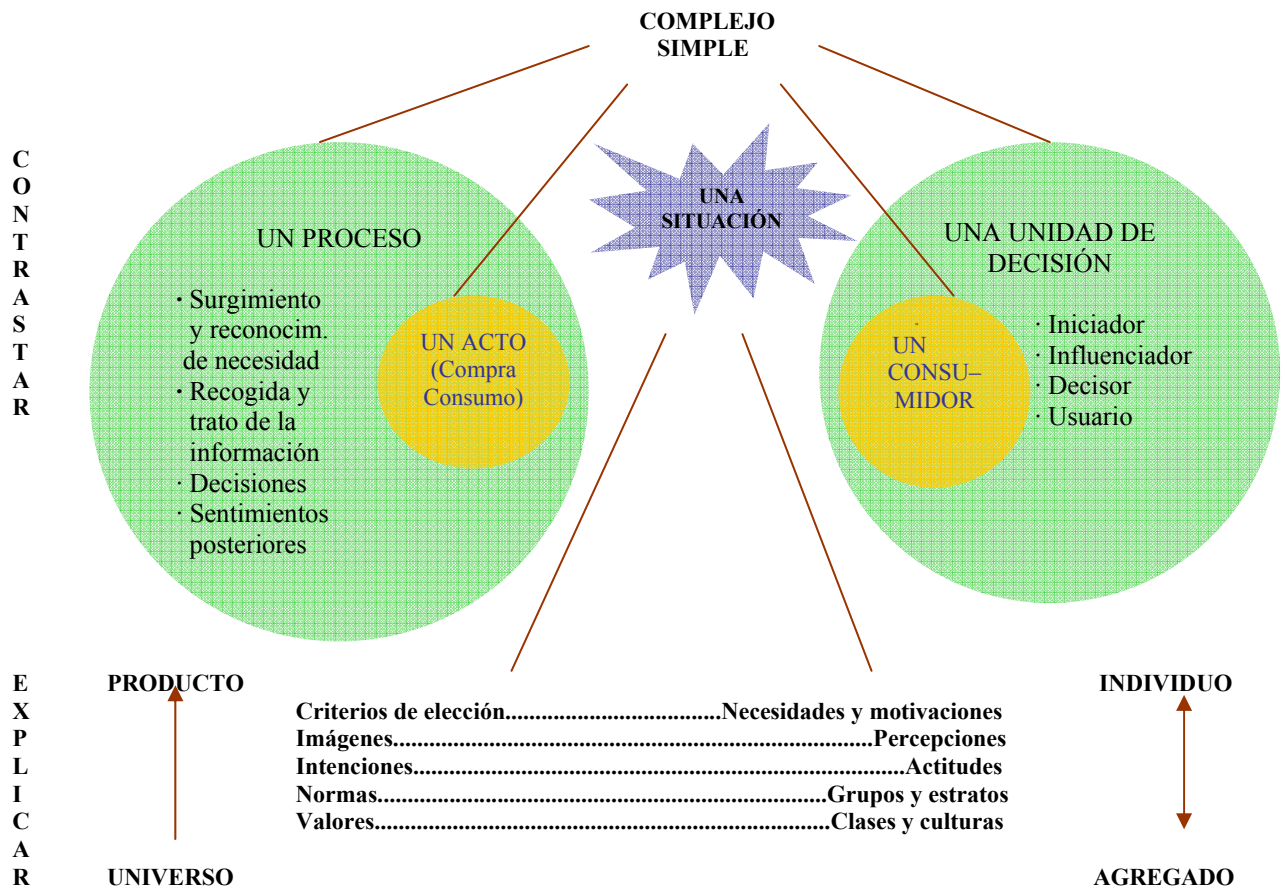 COMPLEJO
SIMPLE
CONTRASTAR
UN PROCESO
· Surgimiento
y reconocim.
de necesidad
· Recogida y
trato de la
información
· Decisiones
· Sentimientos
posteriores
UN ACTO
(Compra
Consumo)
UNA
SITUACIÓN
UNA UNIDAD DE
DECISIÓN
UN
CONSU–
MIDOR
· Iniciador
· Influenciador
· Decisor
· Usuario
EXPLICAR
PRODUCTO
INDIVIDUO
Criterios de elección..................................Necesidades y motivaciones
Imágenes........................................................................Percepciones
Intenciones.........................................................................Actitudes
Normas..................................................................Grupos y estratos
Valores....................................................................Clases y culturas
UNIVERSO
AGREGADO